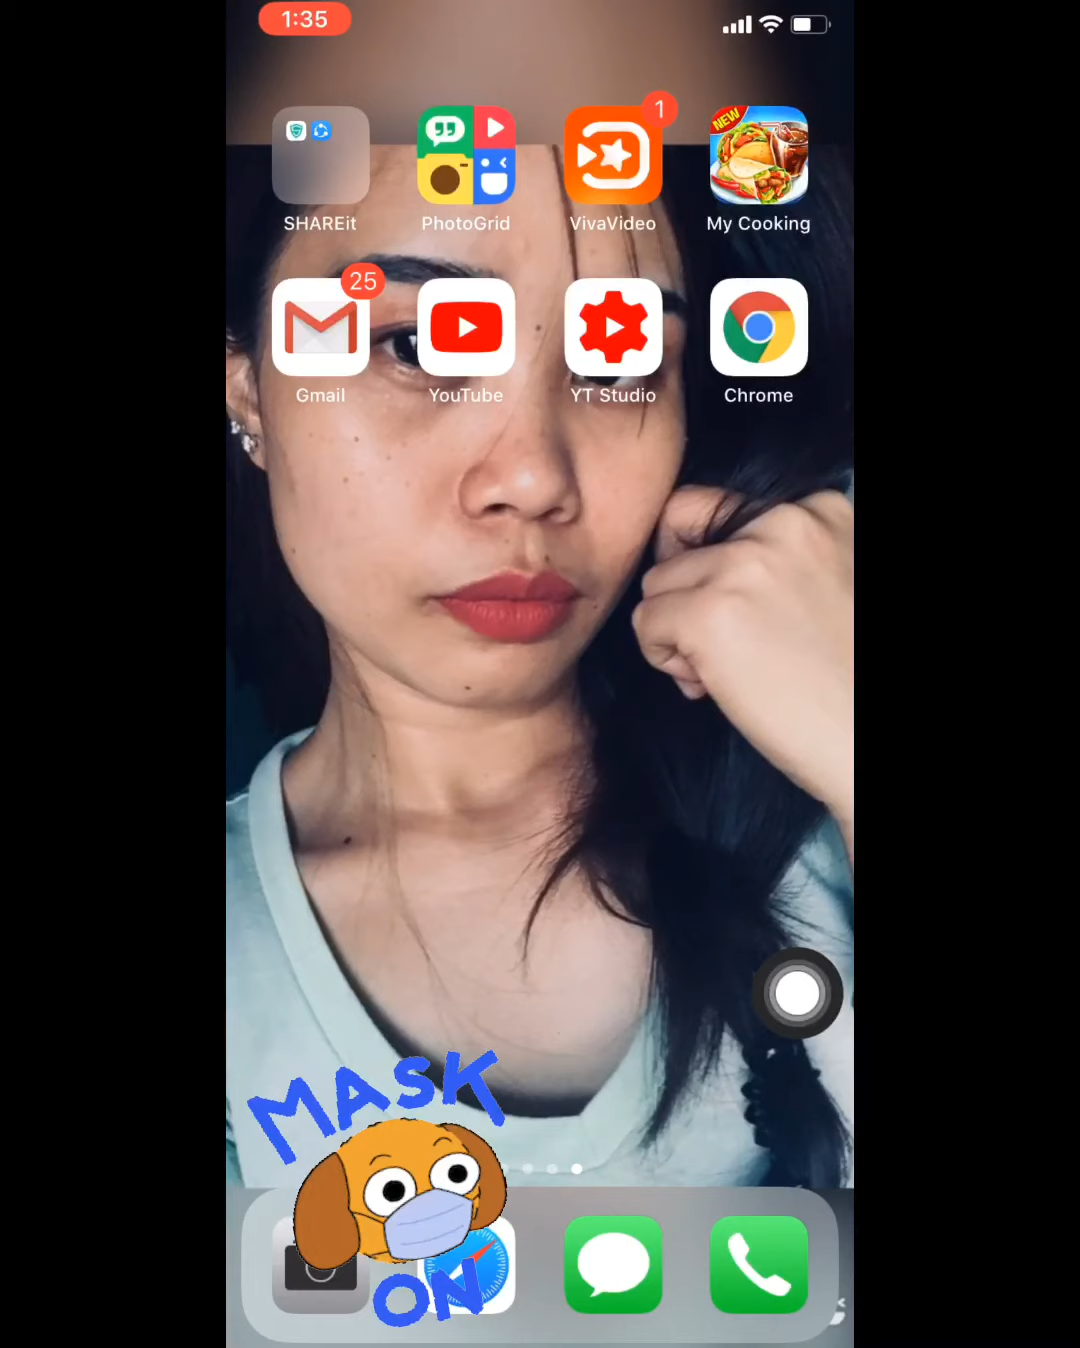 1:35
1
NEW
SHAREit
PhotoGrid
VivaVideo
My Cooking
25
Gmail
YouTube
YT Studio
Chrome
MASK
ON